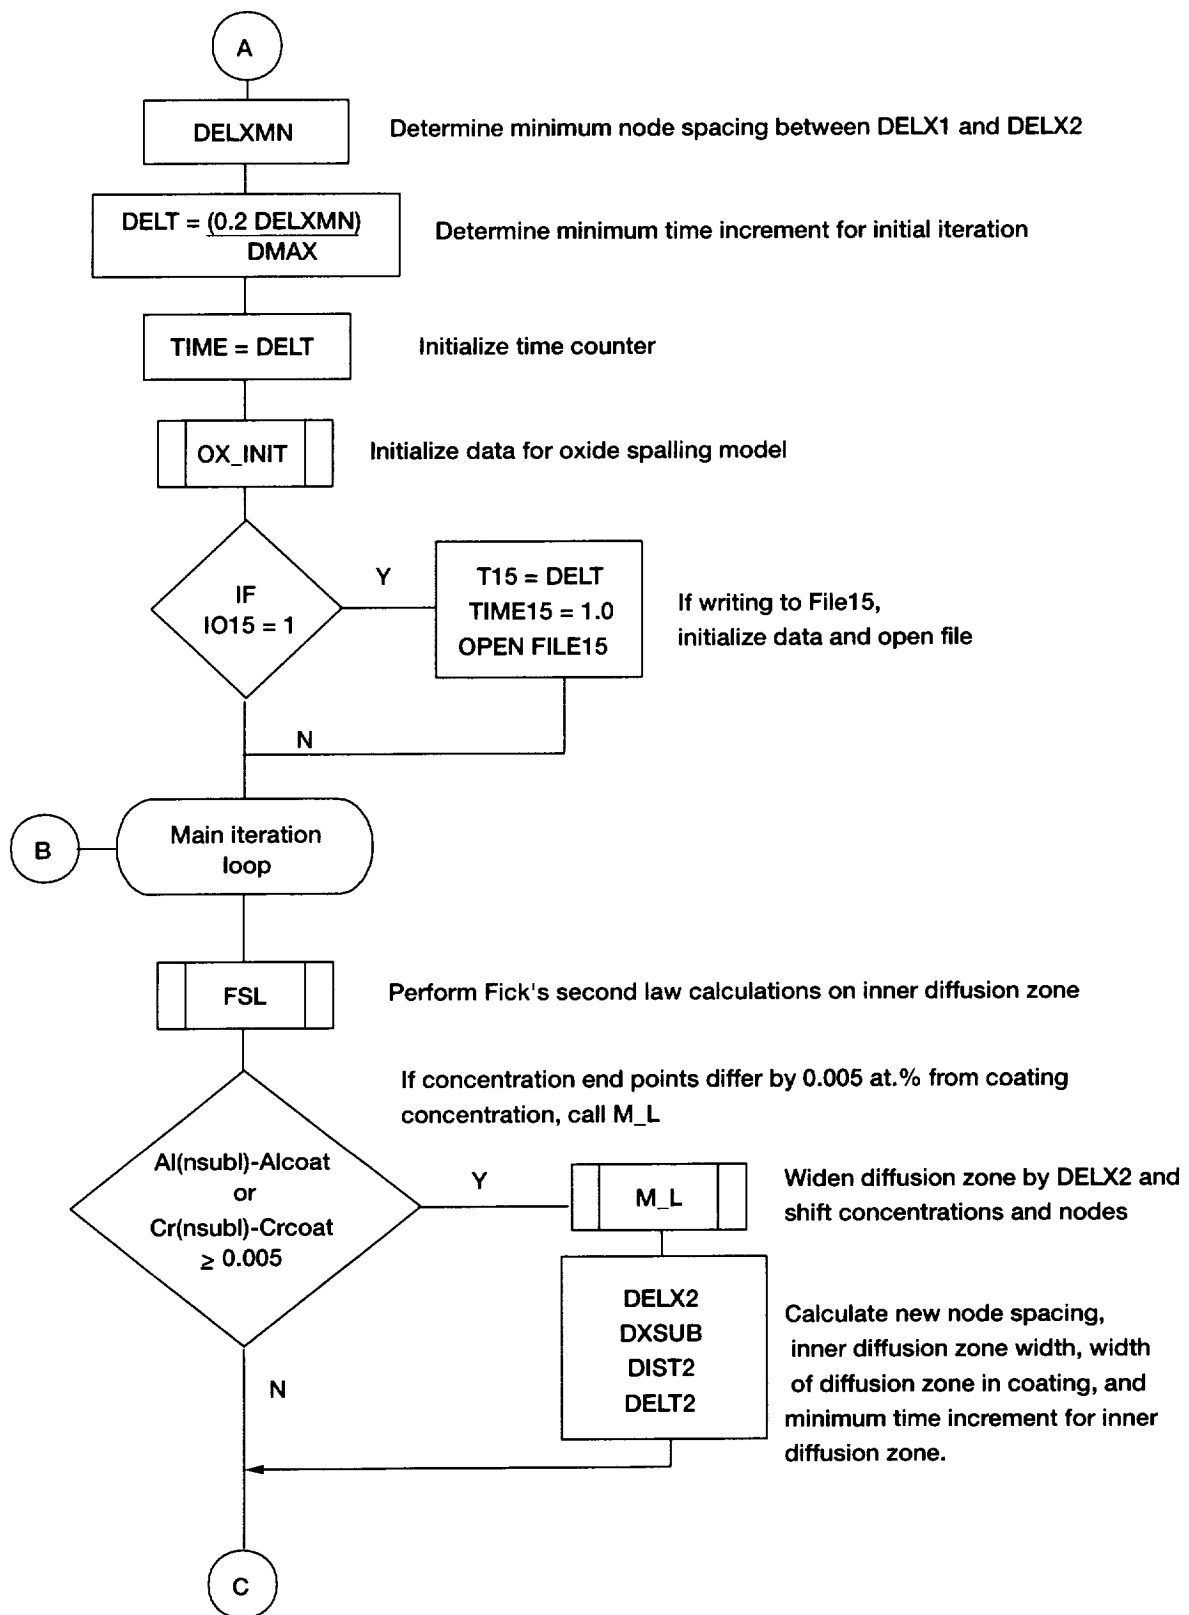 A
DELXMN
Determine minimum node spacing between DELX1 and DELX2
DELT = (0.2 DELXMN)
DMAX
Determine minimum time increment for initial iteration
TIME = DELT
Initialize time counter
OX_INIT
Initialize data for oxide spalling model
IF
IO15 = 1
Y
T15 = DELT
TIME15 = 1.0
OPEN FILE15
If writing to File15,
initialize data and open file
N
B
Main iteration
loop
FSL
Perform Fick's second law calculations on inner diffusion zone
If concentration end points differ by 0.005 at.% from coating
concentration, call M_L
Al(nsubl)-Alcoat
or
Cr(nsubl)-Crcoat
≥ 0.005
Y
M_L
Widen diffusion zone by DELX2 and
shift concentrations and nodes
DELX2
DXSUB
DIST2
DELT2
Calculate new node spacing,
inner diffusion zone width, width
of diffusion zone in coating, and
minimum time increment for inner
diffusion zone.
N
C